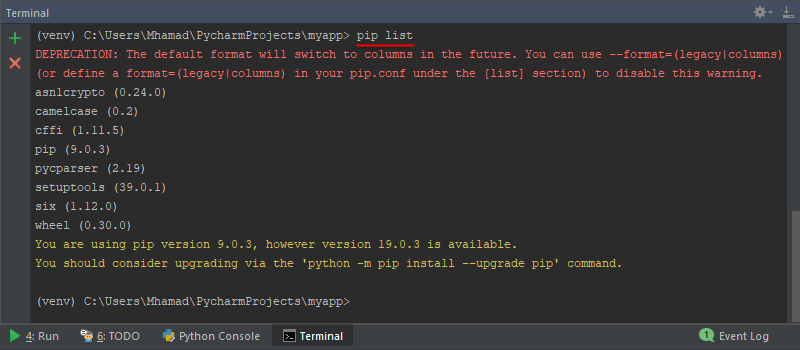 Terminal
(venv) C:\Users\Mhamad\PycharmProjects\myapp> pip list
DEPRECATION: The default format will switch to columns in the future. You can use --format=(legacy|columns)
(or define a format=(legacy|columns) in your pip.conf under the [list] section) to disable this warning.
asn1crypto (0.24.0)
camelcase (0.2)
cffi (1.11.5)
pip (9.0.3)
pycparser (2.19)
setuptools (39.0.1)
six (1.12.0)
wheel (0.30.0)
You are using pip version 9.0.3, however version 19.0.3 is available.
You should consider upgrading via the 'python -m pip install --upgrade pip' command.
(venv) C:\Users\Mhamad\PycharmProjects\myapp>
4: Run 6: TODO Python Console Terminal 1 Event Log